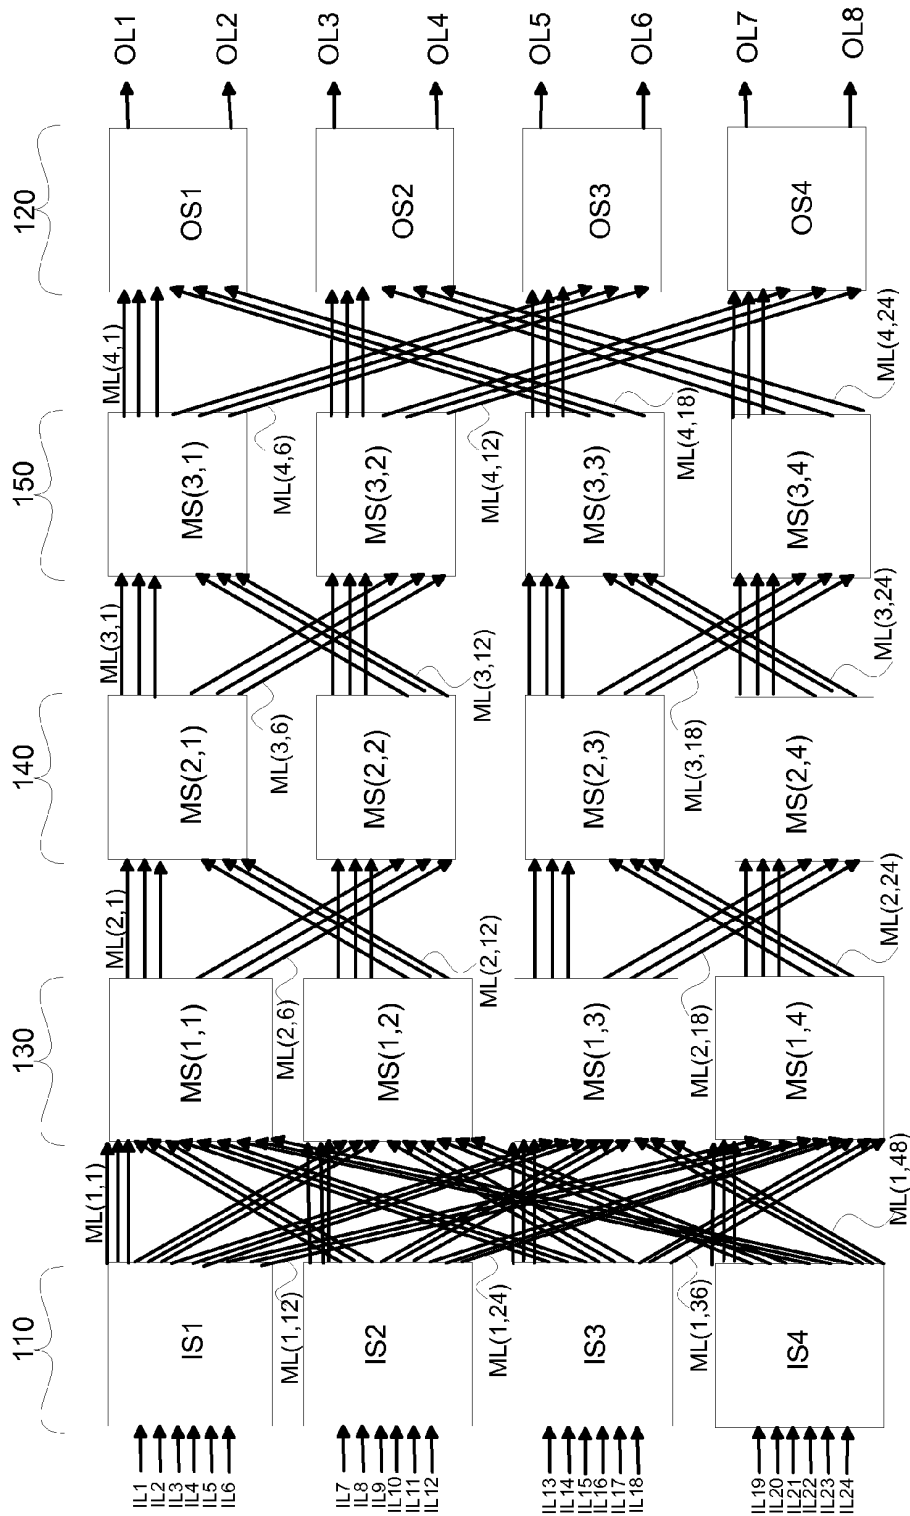 110
130
140
150
120
IL1
IL2
IL3
IL4
IL5
IL6
IS1
ML(1,1)
ML(1,12)
MS(1,1)
ML(2,1)
ML(2,6)
MS(2,1)
ML(3,1)
ML(3,6)
MS(3,1)
ML(4,1)
ML(4,6)
OS1
OL1
OL2
IL7
IL8
IL9
IL10
IL11
IL12
IS2
ML(1,24)
MS(1,2)
ML(2,12)
MS(2,2)
ML(3,12)
MS(3,2)
ML(4,12)
OS2
OL3
OL4
IL13
IL14
IL15
IL16
IL17
IL18
IS3
ML(1,36)
MS(1,3)
ML(2,18)
MS(2,3)
ML(3,18)
MS(3,3)
ML(4,18)
OS3
OL5
OL6
IL19
IL20
IL21
IL22
IL23
IL24
IS4
ML(1,48)
MS(1,4)
ML(2,24)
MS(2,4)
ML(3,24)
MS(3,4)
ML(4,24)
OS4
OL7
OL8